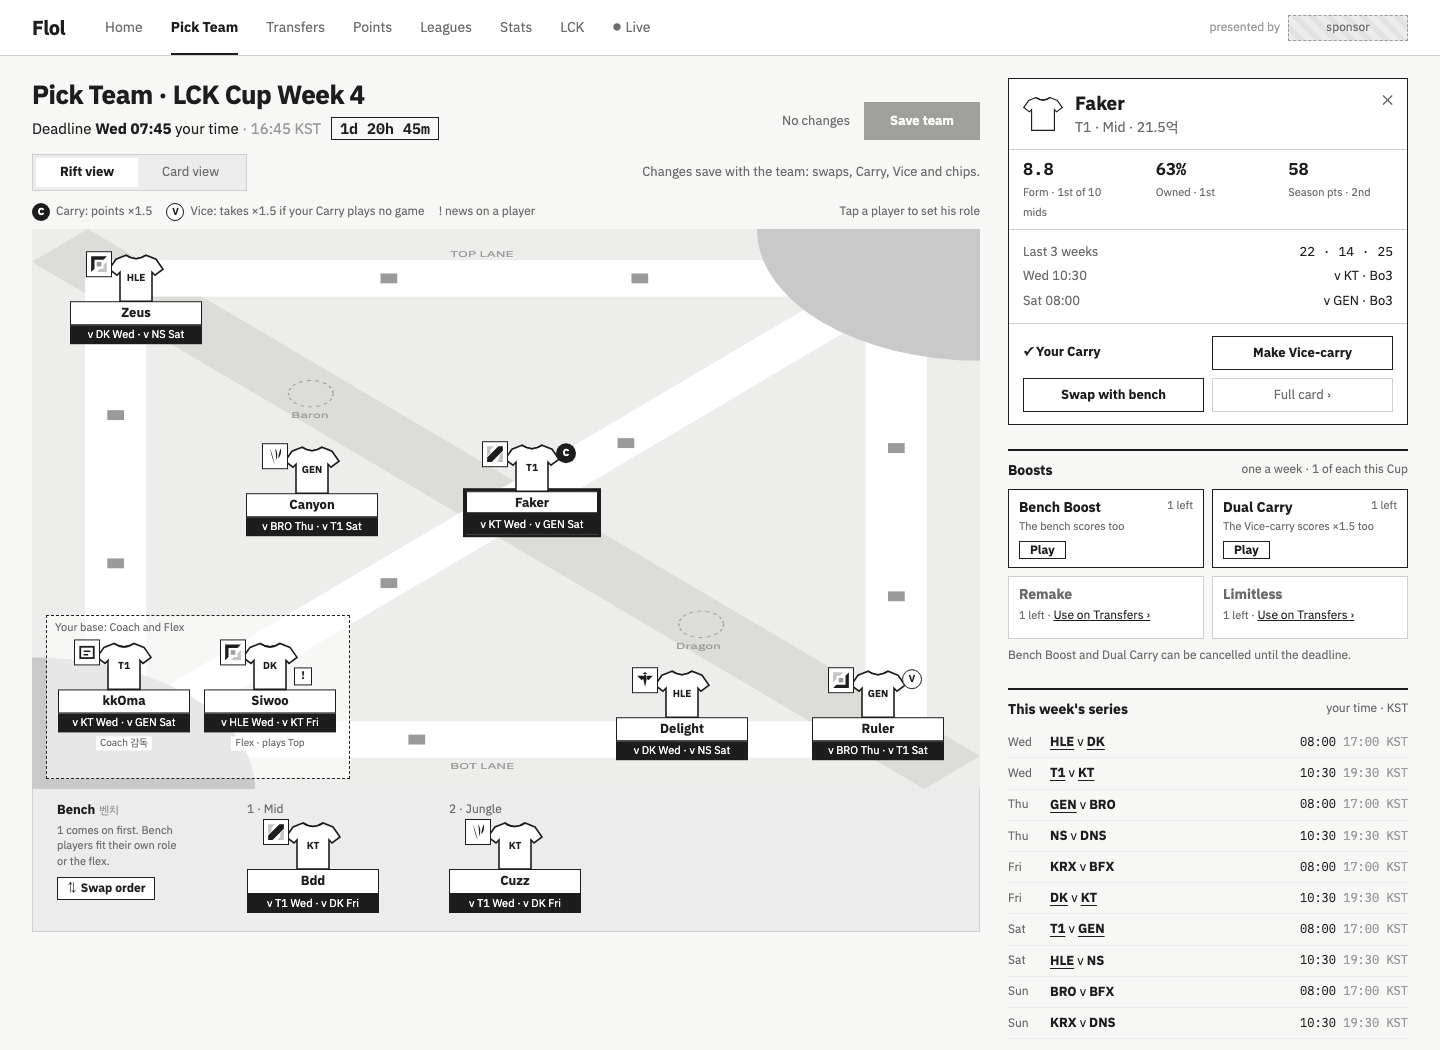 Flol
Home
Pick Team
Transfers
Points
Leagues
Stats
LCK
Live
presented by
sponsor
Pick Team · LCK Cup Week 4
Deadline Wed 07:45 your time · 16:45 KST
1d 20h 45m
No changes
Save team
Rift view
Card view
Changes save with the team: swaps, Carry, Vice and chips.
C Carry: points ×1.5
V Vice: takes ×1.5 if your Carry plays no game
! news on a player
Tap a player to set his role
TOP LANE
HLE
Zeus
v DK Wed · v NS Sat
Baron
GEN
Canyon
v BRO Thu · v T1 Sat
T1
C
Faker
v KT Wed · v GEN Sat
Your base: Coach and Flex
T1
kkOma
v KT Wed · v GEN Sat
Coach 감독
DK
!
Siwoo
v HLE Wed · v KT Fri
Flex · plays Top
Dragon
HLE
Delight
v DK Wed · v NS Sat
GEN
V
Ruler
v BRO Thu · v T1 Sat
BOT LANE
Bench 벤치
1 comes on first. Bench
players fit their own role
or the flex.
⇅ Swap order
1 · Mid
KT
Bdd
v T1 Wed · v DK Fri
2 · Jungle
KT
Cuzz
v T1 Wed · v DK Fri
Faker
T1 · Mid · 21.5억
×
8.8
Form · 1st of 10
mids
63%
Owned · 1st
58
Season pts · 2nd
Last 3 weeks 22 · 14 · 25
Wed 10:30 v KT · Bo3
Sat 08:00 v GEN · Bo3
✓ Your Carry
Make Vice-carry
Swap with bench
Full card ›
Boosts
one a week · 1 of each this Cup
Bench Boost 1 left
The bench scores too
Play
Dual Carry 1 left
The Vice-carry scores ×1.5 too
Play
Remake
1 left · Use on Transfers ›
Limitless
1 left · Use on Transfers ›
Bench Boost and Dual Carry can be cancelled until the deadline.
This week's series
your time · KST
Wed HLE v DK 08:00 17:00 KST
Wed T1 v KT 10:30 19:30 KST
Thu GEN v BRO 08:00 17:00 KST
Thu NS v DNS 10:30 19:30 KST
Fri KRX v BFX 08:00 17:00 KST
Fri DK v KT 10:30 19:30 KST
Sat T1 v GEN 08:00 17:00 KST
Sat HLE v NS 10:30 19:30 KST
Sun BRO v BFX 08:00 17:00 KST
Sun KRX v DNS 10:30 19:30 KST